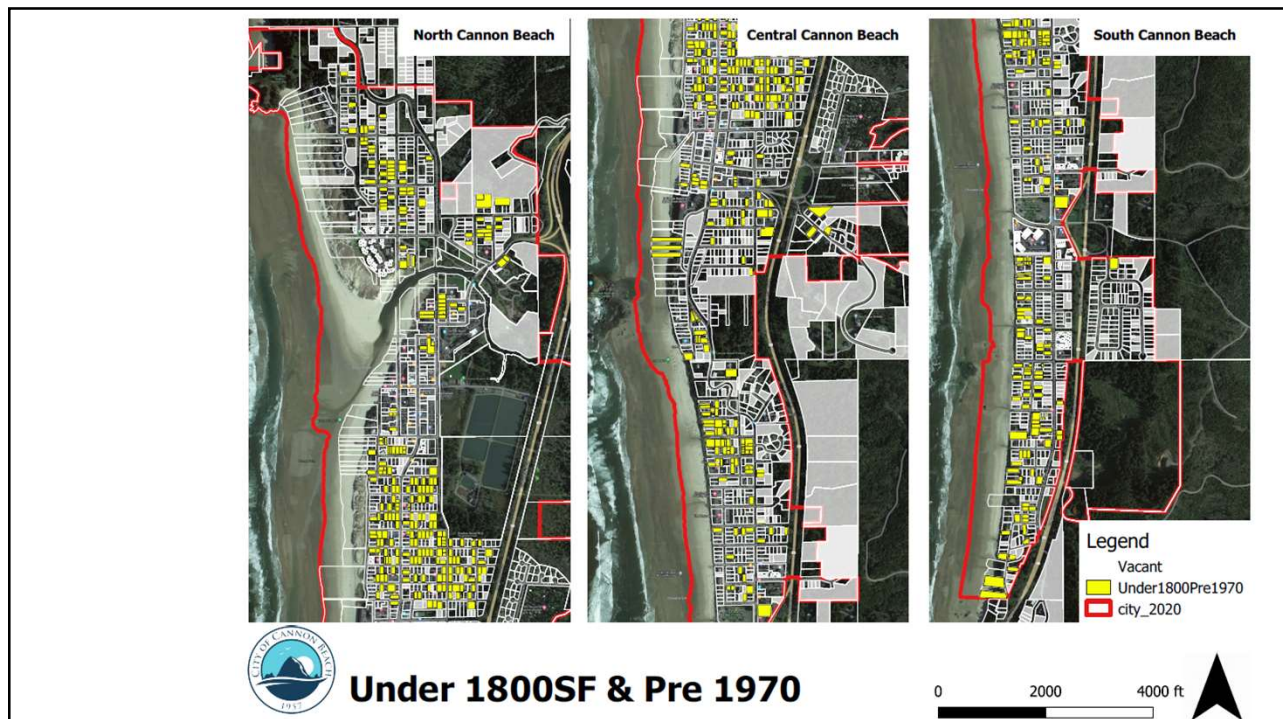 North Cannon Beach
Central Cannon Beach
South Cannon Beach
Legend
Vacant
Under1800Pre1970
city_2020
CITY OF CANNON BEACH
1957
Under 1800SF & Pre 1970
0 2000 4000 ft